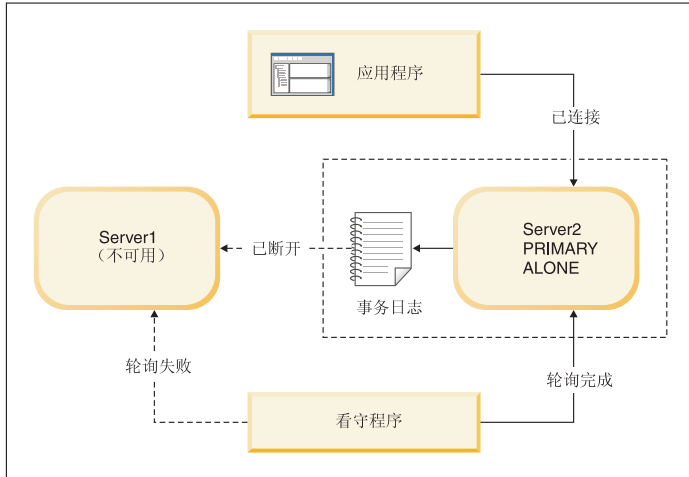 应用程序
已连接
Server1
（不可用）
已断开
Server2
PRIMARY
ALONE
事务日志
轮询失败
轮询完成
看守程序